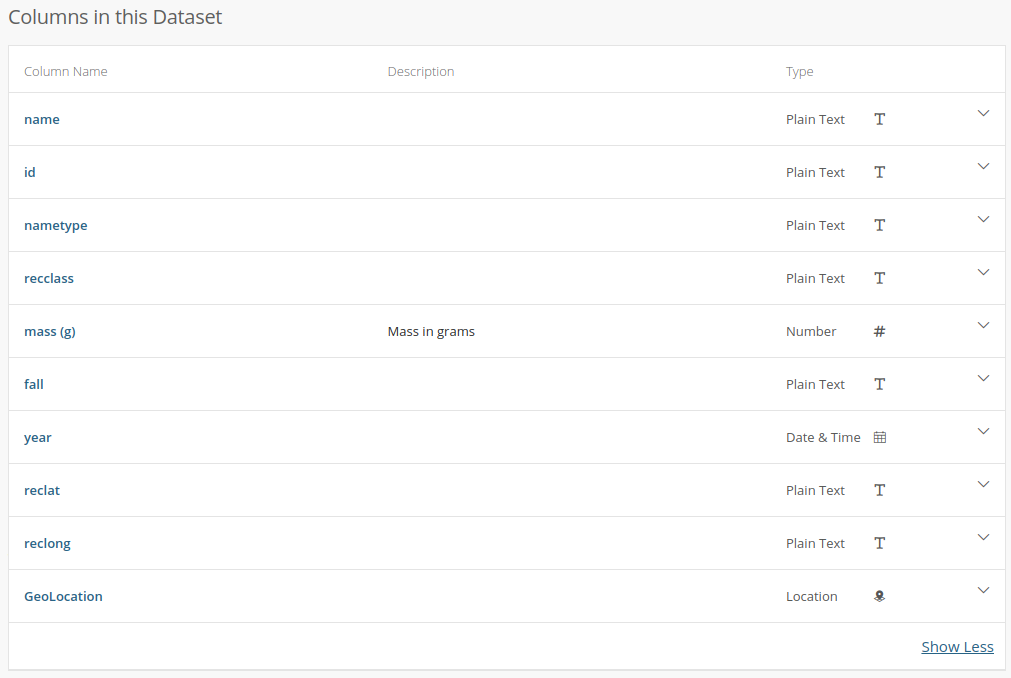 Columns in this Dataset
Column Name Description Type
name Plain Text
id Plain Text
nametype Plain Text
recclass Plain Text
mass (g) Mass in grams Number #
fall Plain Text
year Date & Time
reclat Plain Text
reclong Plain Text
GeoLocation Location
Show Less